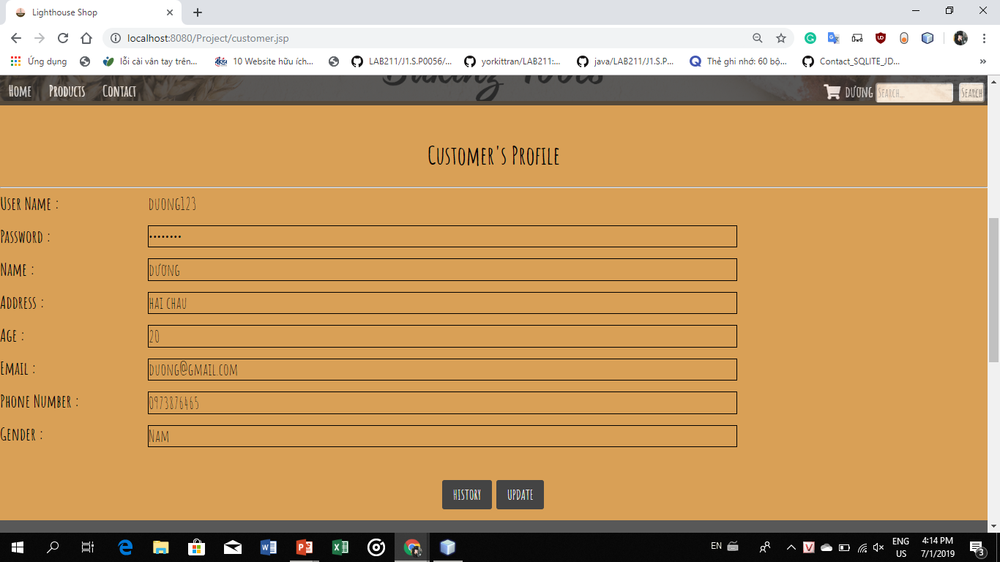 Lighthouse Shop
localhost:8080/Project/customer.jsp
Ứng dụng
lỗi cài vân tay trên...
10 Website hữu ích...
LAB211/J1.S.P0056/...
yorkittran/LAB211:...
java/LAB211/J1.S.P...
Thẻ ghi nhớ: 60 bộ...
Contact_SQLITE_JD...
»
Baking Tools
Home Products Contact
DƯƠNG Search... Search
Customer's Profile
User Name : duong123
Password : ••••••••
Name : dương
Address : hai chau
Age : 20
Email : duong@gmail.com
Phone Number : 0973876465
Gender : Nam
HISTORY UPDATE
EN
ENG
US
4:14 PM
7/1/2019
3